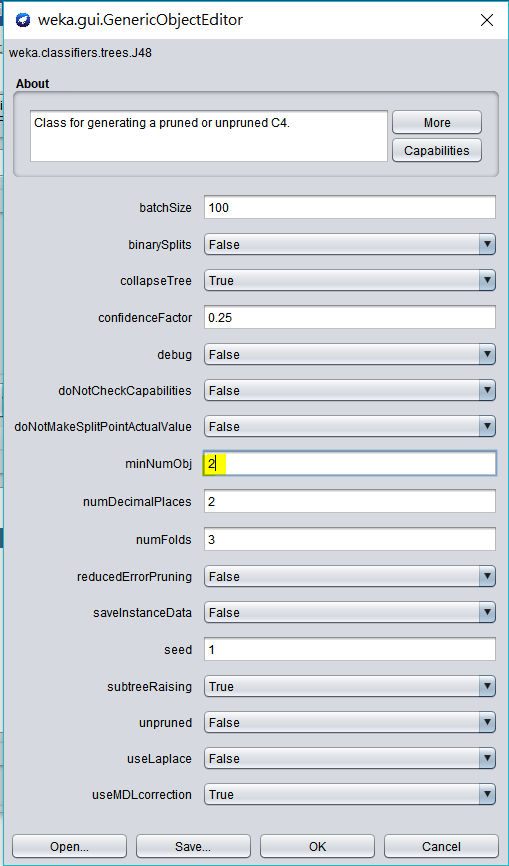 weka.gui.GenericObjectEditor
weka.classifiers.trees.J48
About
Class for generating a pruned or unpruned C4.
More
Capabilities
batchSize 100
binarySplits False
collapseTree True
confidenceFactor 0.25
debug False
doNotCheckCapabilities False
doNotMakeSplitPointActualValue False
minNumObj 2
numDecimalPlaces 2
numFolds 3
reducedErrorPruning False
saveInstanceData False
seed 1
subtreeRaising True
unpruned False
useLaplace False
useMDLcorrection True
Open... Save... OK Cancel